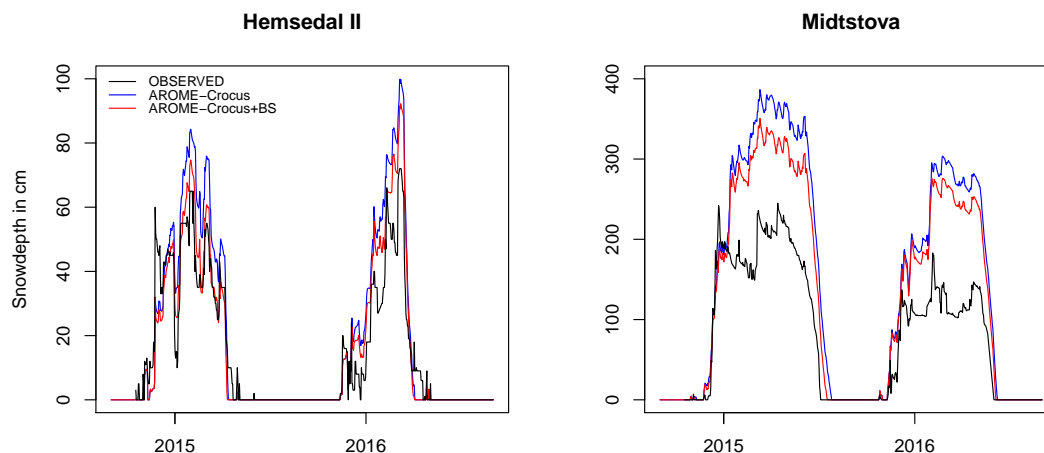 Hemsedal II
Snowdepth in cm
100
80
60
40
20
0
OBSERVED
AROME−Crocus
AROME−Crocus+BS
2015
2016
Midtstova
400
300
200
100
0
2015
2016